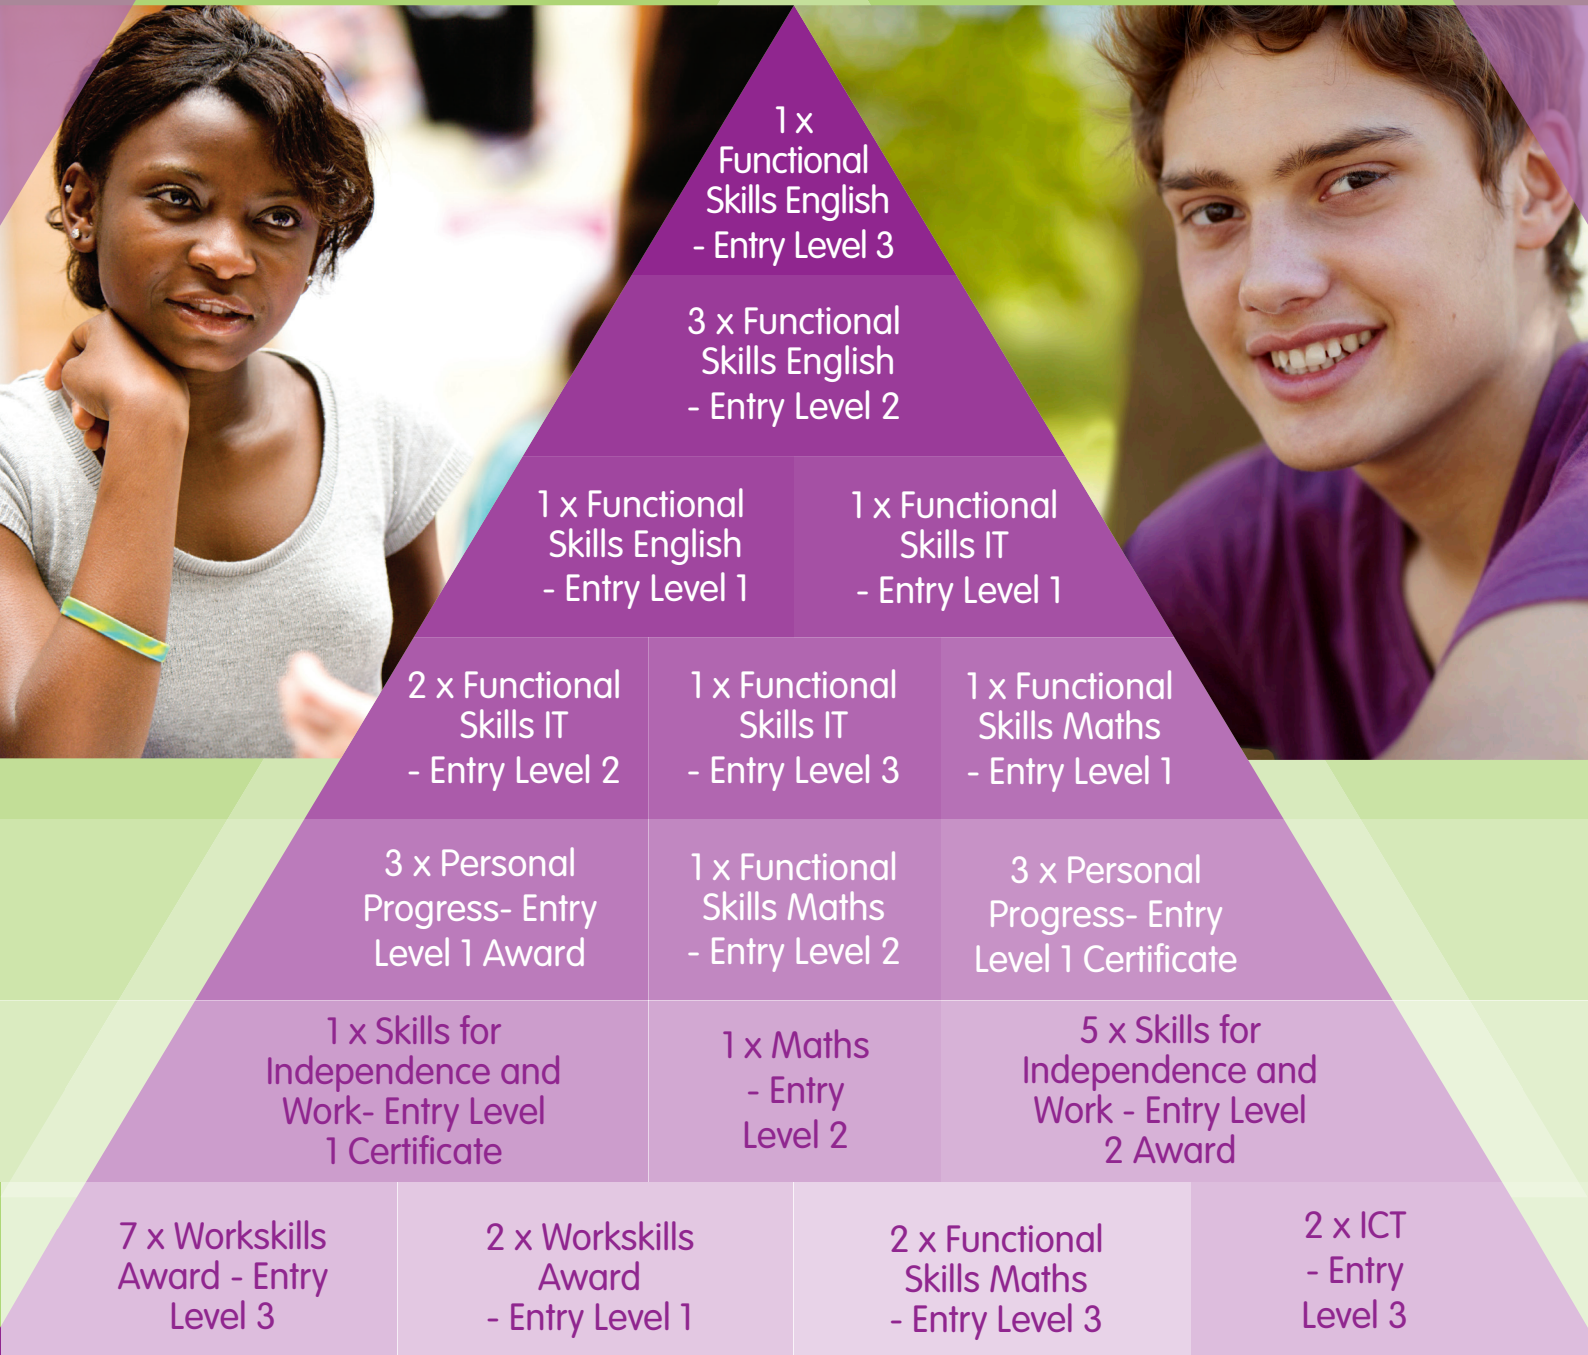 1 x
Functional
Skills English
- Entry Level 3
3 x Functional
Skills English
- Entry Level 2
1 x Functional
Skills English
- Entry Level 1
1 x Functional
Skills IT
- Entry Level 1
2 x Functional
Skills IT
- Entry Level 2
1 x Functional
Skills IT
- Entry Level 3
1 x Functional
Skills Maths
- Entry Level 1
3 x Personal
Progress- Entry
Level 1 Award
1 x Functional
Skills Maths
- Entry Level 2
3 x Personal
Progress- Entry
Level 1 Certificate
1 x Skills for
Independence and
Work- Entry Level
1 Certificate
1 x Maths
- Entry
Level 2
5 x Skills for
Independence and
Work - Entry Level
2 Award
7 x Workskills
Award - Entry
Level 3
2 x Workskills
Award
- Entry Level 1
2 x Functional
Skills Maths
- Entry Level 3
2 x ICT
- Entry
Level 3